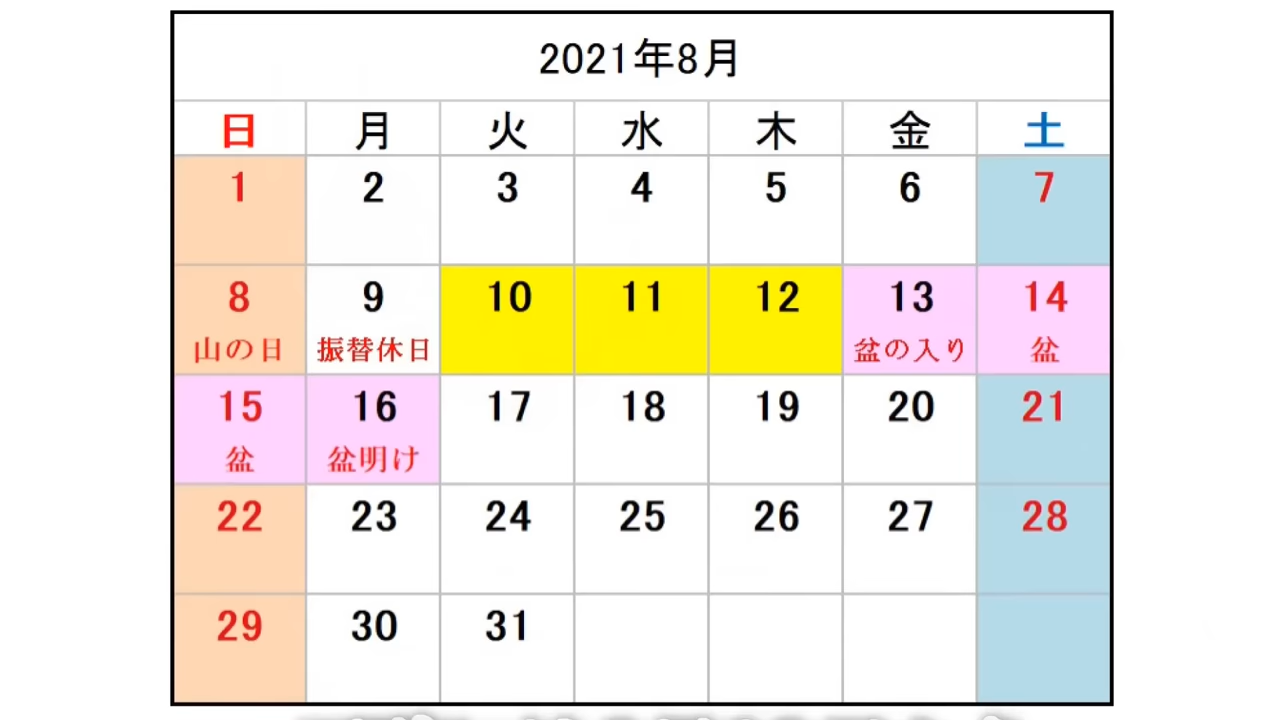 2021年8月
日 月 火 水 木 金 土
1 2 3 4 5 6 7
8 9 10 11 12 13 14
山の日 振替休日 盆の入り 盆
15 16 17 18 19 20 21
盆 盆明け
22 23 24 25 26 27 28
29 30 31